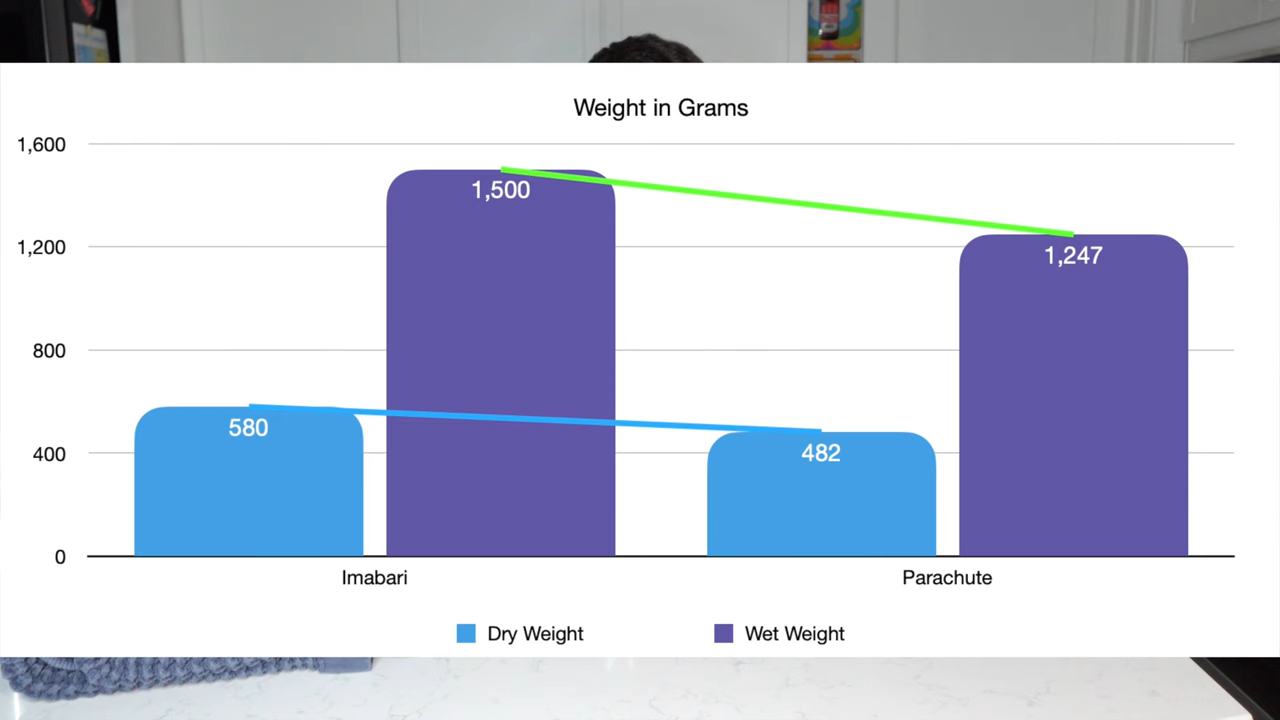 Weight in Grams
1,600
1,200
800
400
0
1,500
1,247
580
482
Imabari
Parachute
Dry Weight
Wet Weight